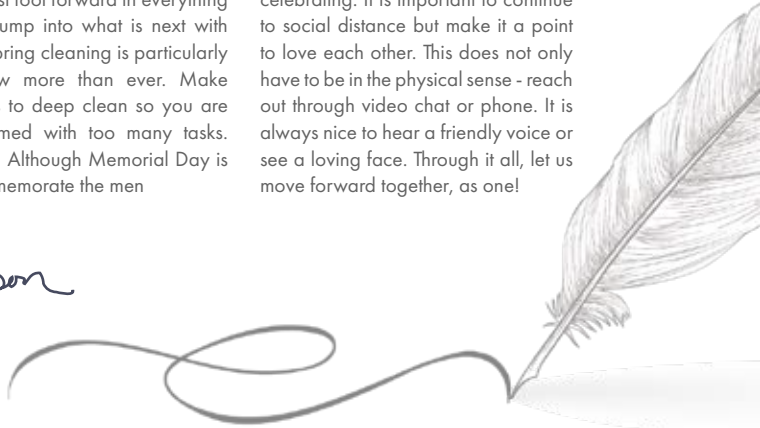 foot forward in everything
into what is next with
cleaning is particularly
more than ever. Make
to deep clean so you are
with too many tasks.
Although Memorial Day is
the men
celebrating. It is important to continue
to social distance but make it a point
to love each other. This does not only
have to be in the physical sense - reach
out through video chat or phone. It is
always nice to hear a friendly voice or
see a loving face. Through it all, let us
move forward together, as one!